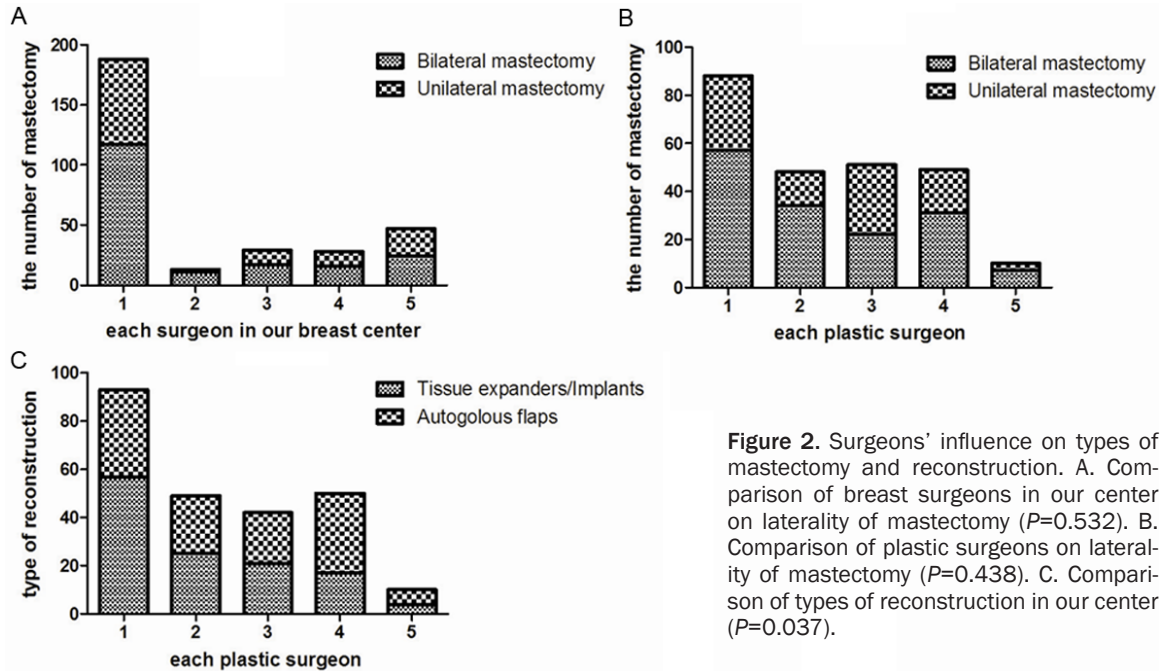 A
the number of mastectomy
200
150
100
50
0
Bilateral mastectomy
Unilateral mastectomy
1 2 3 4 5
each surgeon in our breast center
B
the number of mastectomy
100
80
60
40
20
0
Bilateral mastectomy
Unilateral mastectomy
1 2 3 4 5
each plastic surgeon
C
type of reconstruction
100
80
60
40
20
0
Tissue expanders/Implants
Autogolous flaps
1 2 3 4 5
each plastic surgeon
Figure 2. Surgeons' influence on types of
mastectomy and reconstruction. A. Com-
parison of breast surgeons in our center
on laterality of mastectomy (P=0.532). B.
Comparison of plastic surgeons on lateral-
ity of mastectomy (P=0.438). C. Compari-
son of types of reconstruction in our center
(P=0.037).